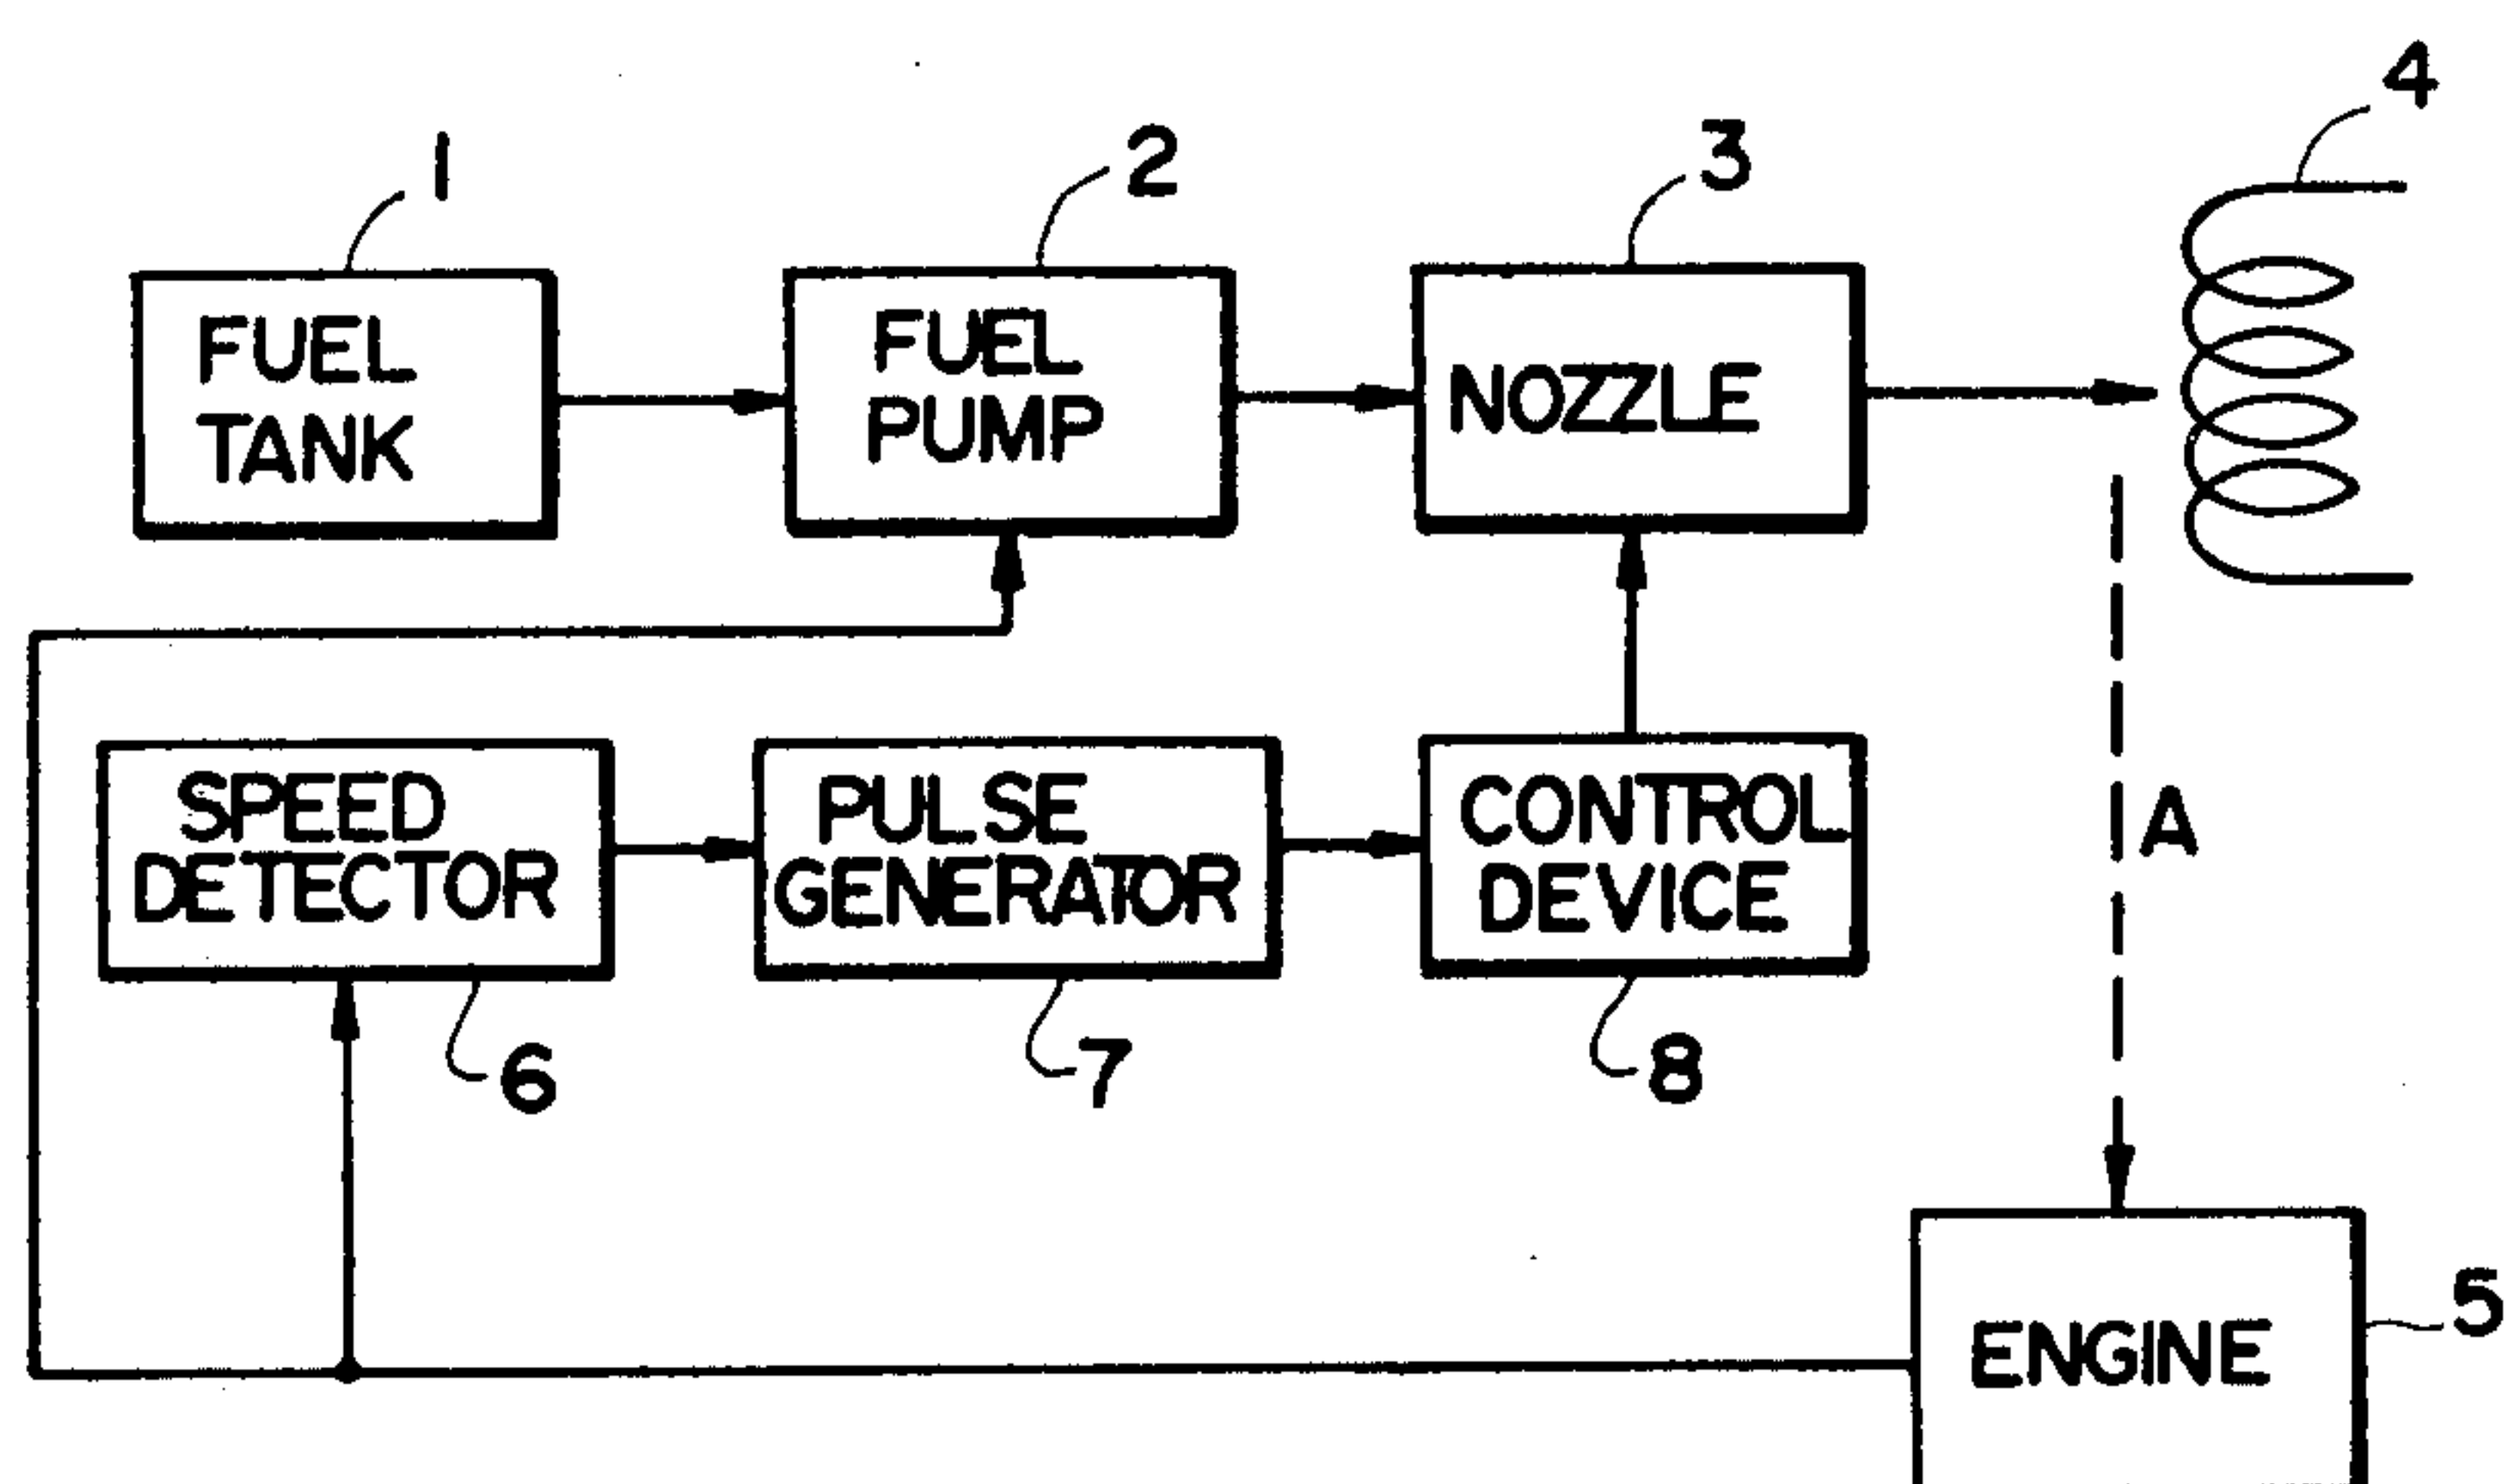 4
1
2
3
FUEL
TANK
FUEL
PUMP
NOZZLE
SPEED
DETECTOR
PULSE
GENERATOR
CONTROL
DEVICE
A
6
7
8
5
ENGINE